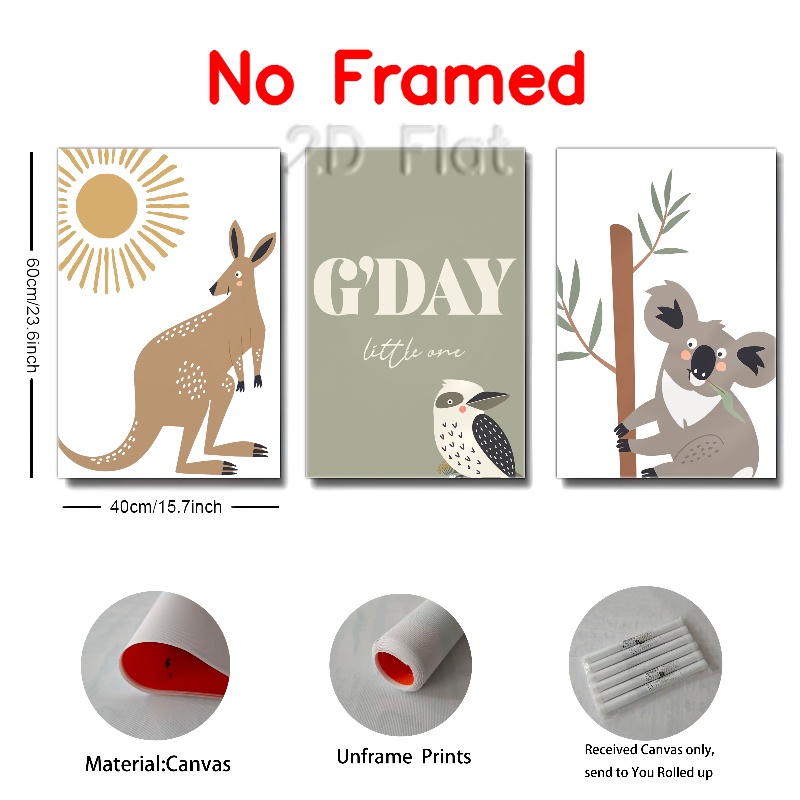 No Framed
2D Flat
60cm/23.6inch
G'DAY
little one
40cm/15.7inch
Material:Canvas
Unframe Prints
Received Canvas only,
send to You Rolled up